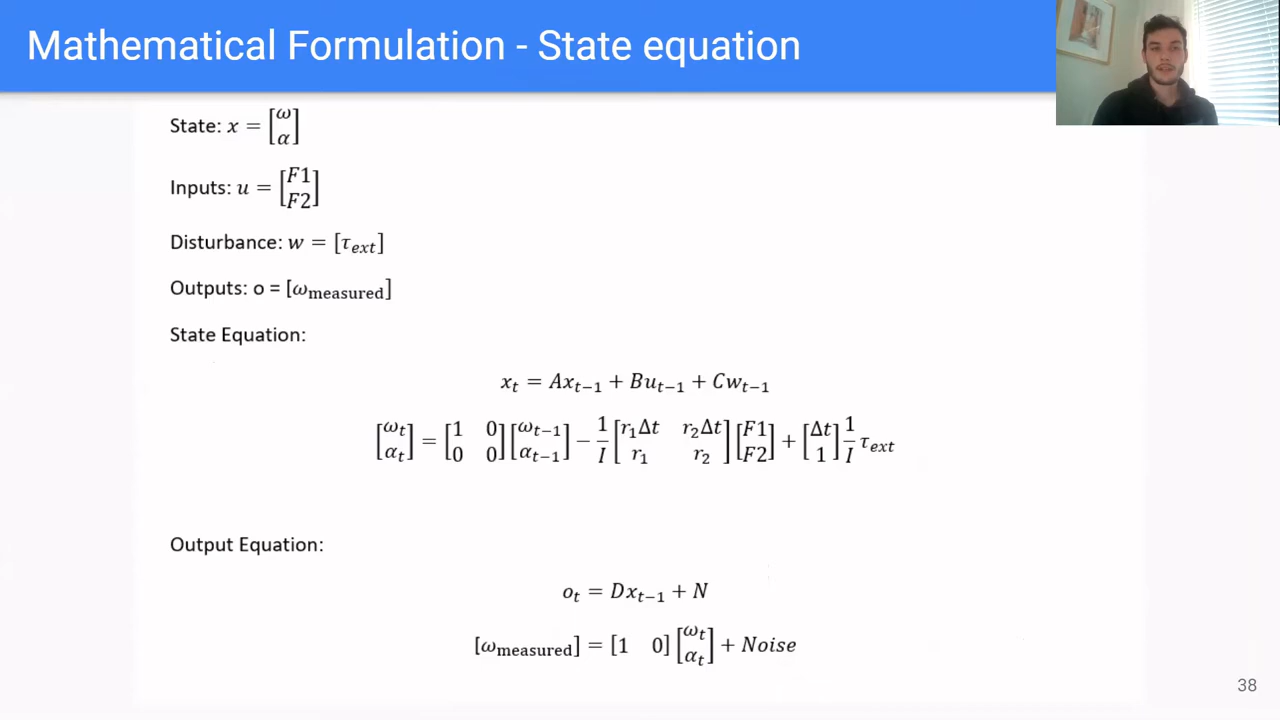 Mathematical Formulation - State equation
State: x = [ω α]
Inputs: u = [F1 F2]
Disturbance: w = [τ_ext]
Outputs: o = [ω_measured]
State Equation:
x_t = Ax_{t−1} + Bu_{t−1} + Cw_{t−1}
[ω_t α_t] = [1 0 0 0] [ω_{t−1} α_{t−1}] − 1/I [r_1Δt r_2Δt r_1 r_2] [F1 F2] + [Δt 1] 1/I τ_ext
Output Equation:
o_t = Dx_{t−1} + N
[ω_measured] = [1 0] [ω_t α_t] + Noise
38